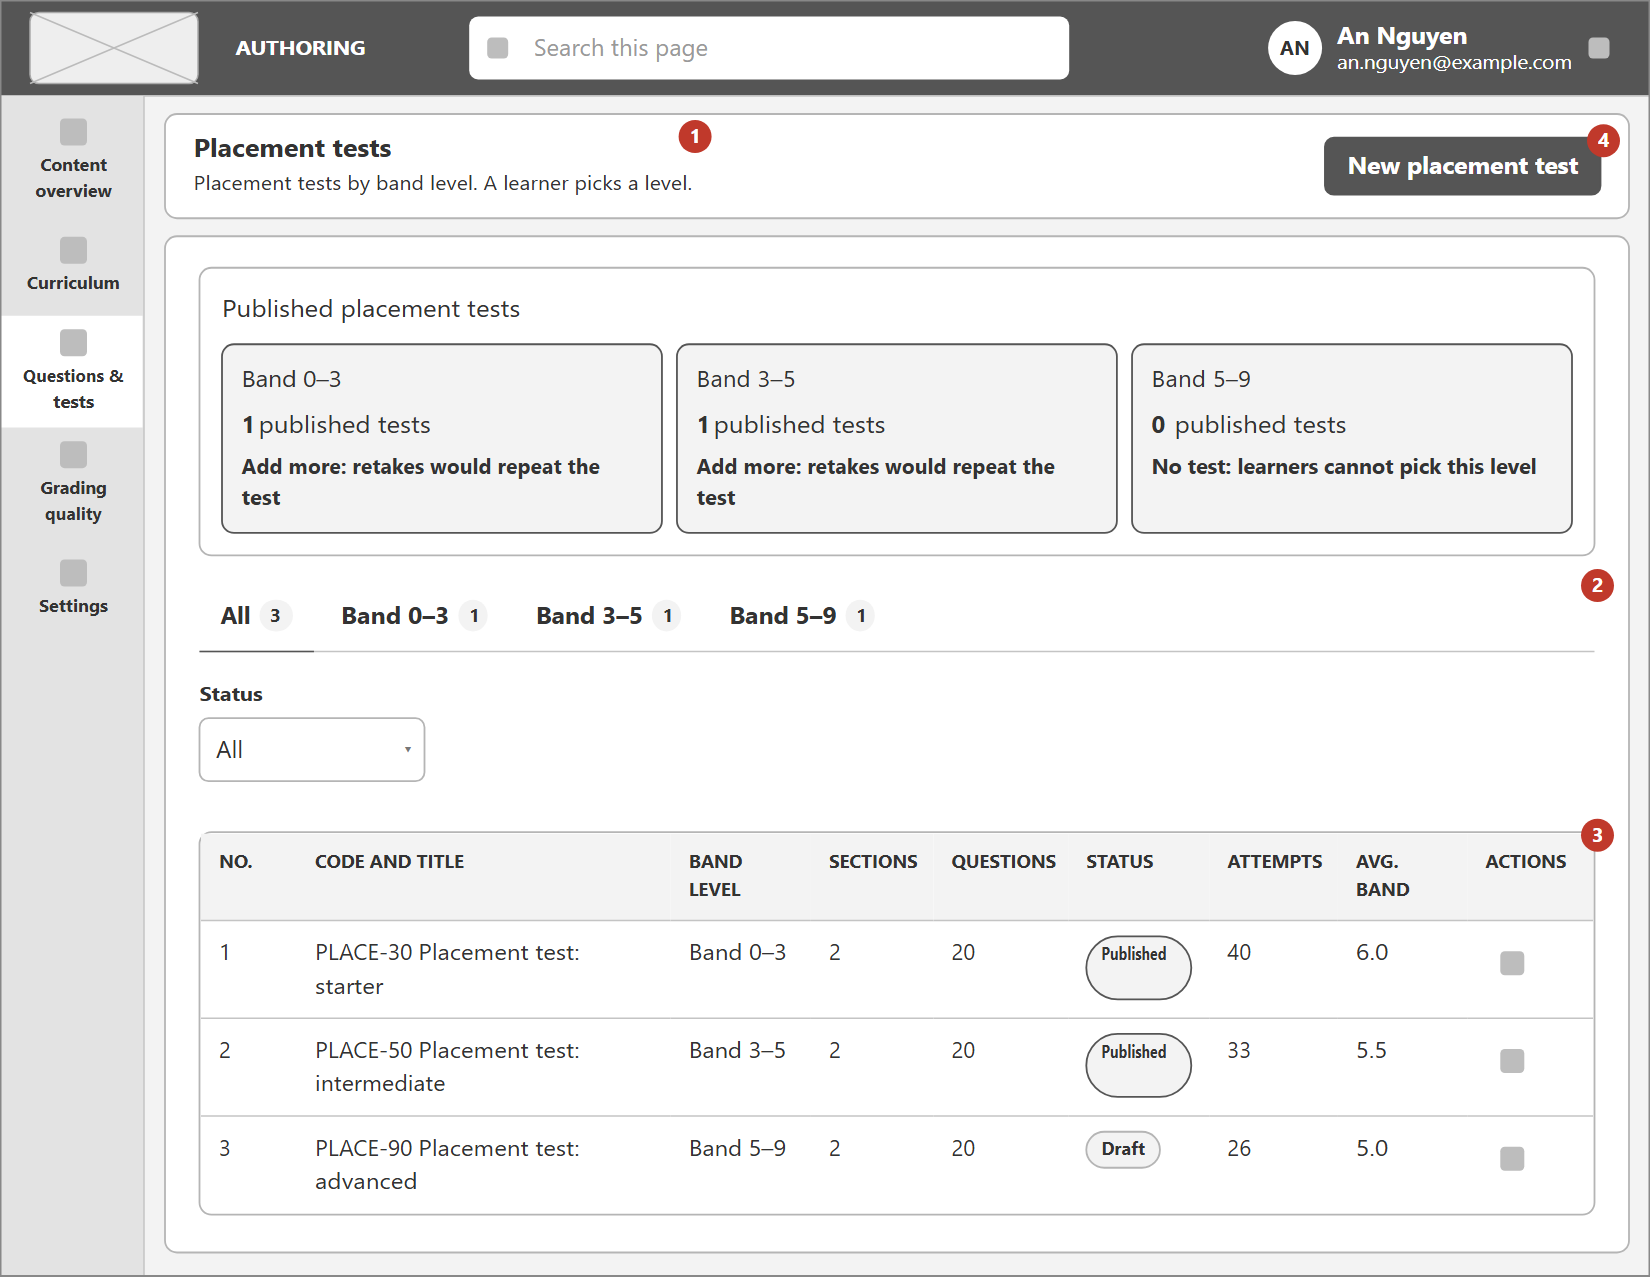 AUTHORING
Search this page
AN
An Nguyen
an.nguyen@example.com
Content
overview
Curriculum
Questions &
tests
Grading
quality
Settings
Placement tests
1
Placement tests by band level. A learner picks a level.
New placement test
4
Published placement tests
Band 0–3
1 published tests
Add more: retakes would repeat the
test
Band 3–5
1 published tests
Add more: retakes would repeat the
test
Band 5–9
0 published tests
No test: learners cannot pick this level
2
All 3 Band 0–3 1 Band 3–5 1 Band 5–9 1
Status
All
3
NO. CODE AND TITLE BAND LEVEL SECTIONS QUESTIONS STATUS ATTEMPTS AVG. BAND ACTIONS
1 PLACE-30 Placement test: Band 0–3 2 20 Published 40 6.0
starter
2 PLACE-50 Placement test: Band 3–5 2 20 Published 33 5.5
intermediate
3 PLACE-90 Placement test: Band 5–9 2 20 Draft 26 5.0
advanced